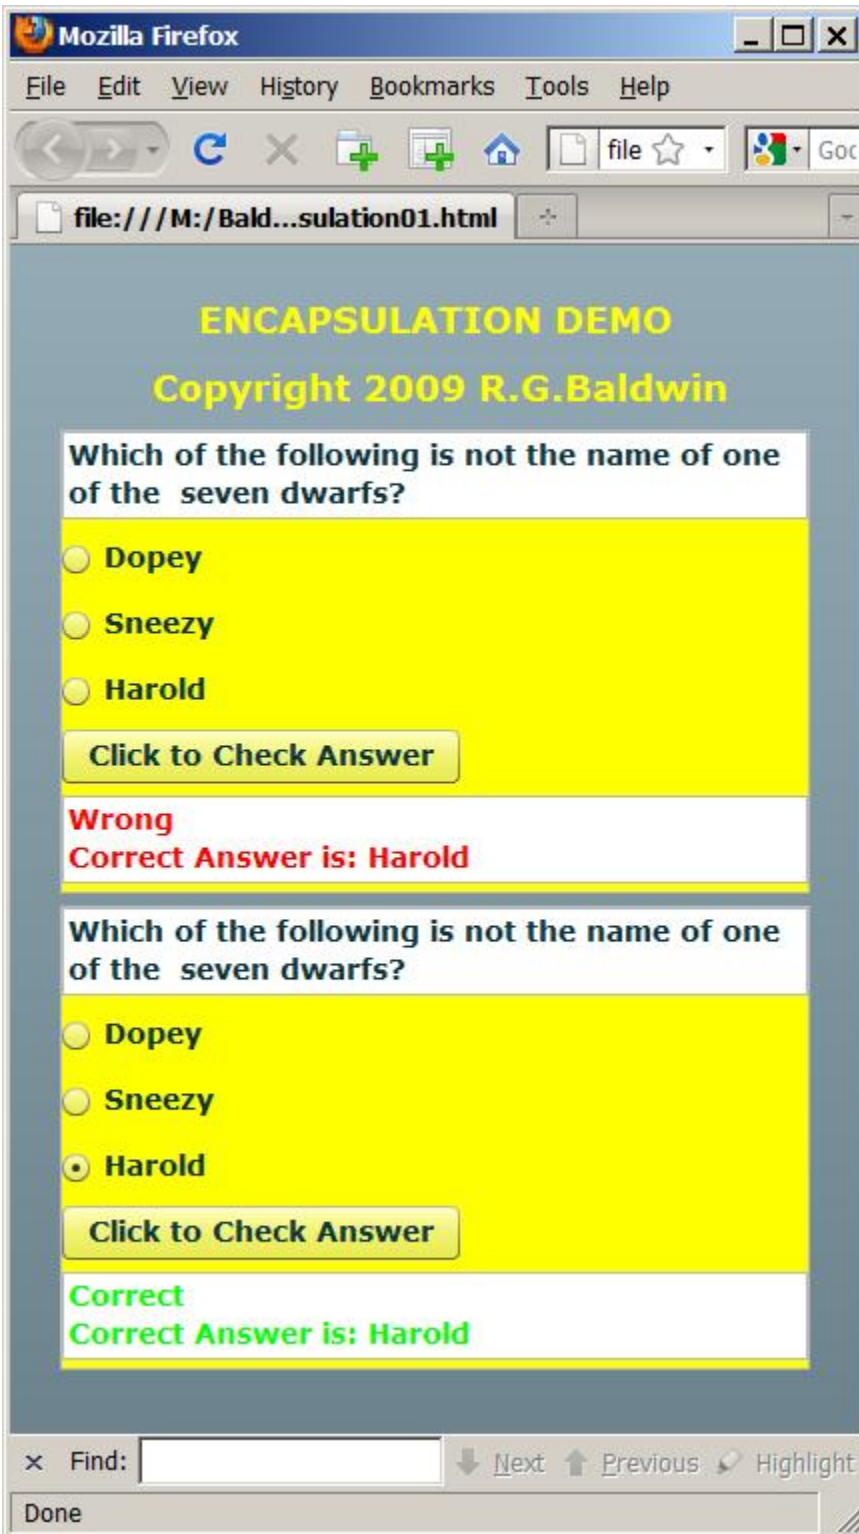 Mozilla Firefox
File Edit View History Bookmarks Tools Help
file
file:///M:/Bald...sulation01.html
ENCAPSULATION DEMO
Copyright 2009 R.G.Baldwin
Which of the following is not the name of one
of the  seven dwarfs?
Dopey
Sneezy
Harold
Click to Check Answer
Wrong
Correct Answer is: Harold
Which of the following is not the name of one
of the  seven dwarfs?
Dopey
Sneezy
Harold
Click to Check Answer
Correct
Correct Answer is: Harold
Find: Next Previous Highlight
Done